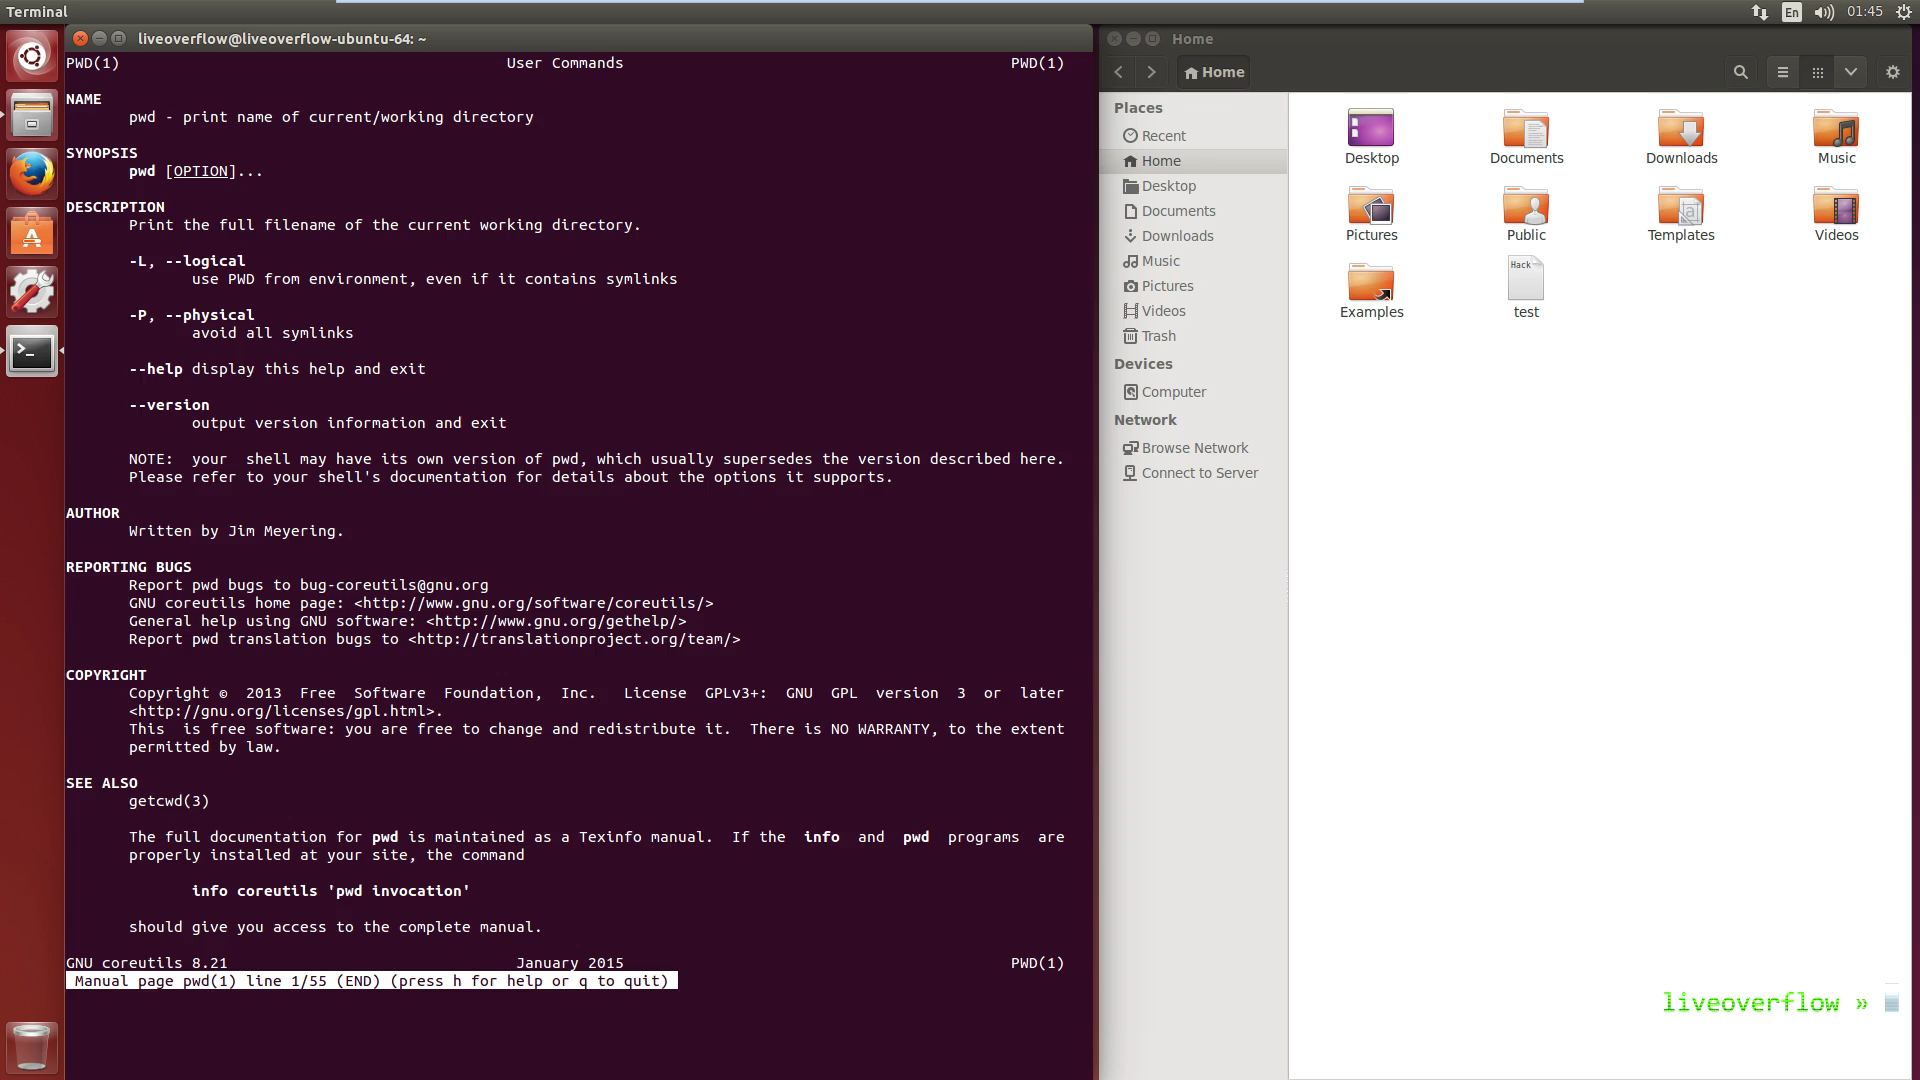 Terminal
En
01:45
liveoverflow@liveoverflow-ubuntu-64: ~
PWD(1) User Commands PWD(1)
NAME
pwd - print name of current/working directory
SYNOPSIS
pwd [OPTION]...
DESCRIPTION
Print the full filename of the current working directory.
-L, --logical
use PWD from environment, even if it contains symlinks
-P, --physical
avoid all symlinks
--help display this help and exit
--version
output version information and exit
NOTE: your shell may have its own version of pwd, which usually supersedes the version described here.
Please refer to your shell's documentation for details about the options it supports.
AUTHOR
Written by Jim Meyering.
REPORTING BUGS
Report pwd bugs to bug-coreutils@gnu.org
GNU coreutils home page: <http://www.gnu.org/software/coreutils/>
General help using GNU software: <http://www.gnu.org/gethelp/>
Report pwd translation bugs to <http://translationproject.org/team/>
COPYRIGHT
Copyright © 2013 Free Software Foundation, Inc. License GPLv3+: GNU GPL version 3 or later
<http://gnu.org/licenses/gpl.html>.
This is free software: you are free to change and redistribute it. There is NO WARRANTY, to the extent
permitted by law.
SEE ALSO
getcwd(3)
The full documentation for pwd is maintained as a Texinfo manual. If the info and pwd programs are
properly installed at your site, the command
info coreutils 'pwd invocation'
should give you access to the complete manual.
GNU coreutils 8.21 January 2015 PWD(1)
Manual page pwd(1) line 1/55 (END) (press h for help or q to quit)
>_
Home
Home
Places
Recent
Home
Desktop
Documents
Downloads
Music
Pictures
Videos
Trash
Devices
Computer
Network
Browse Network
Connect to Server
Desktop Documents Downloads Music
Pictures Public Templates Videos
Hack
Examples test
liveoverflow »